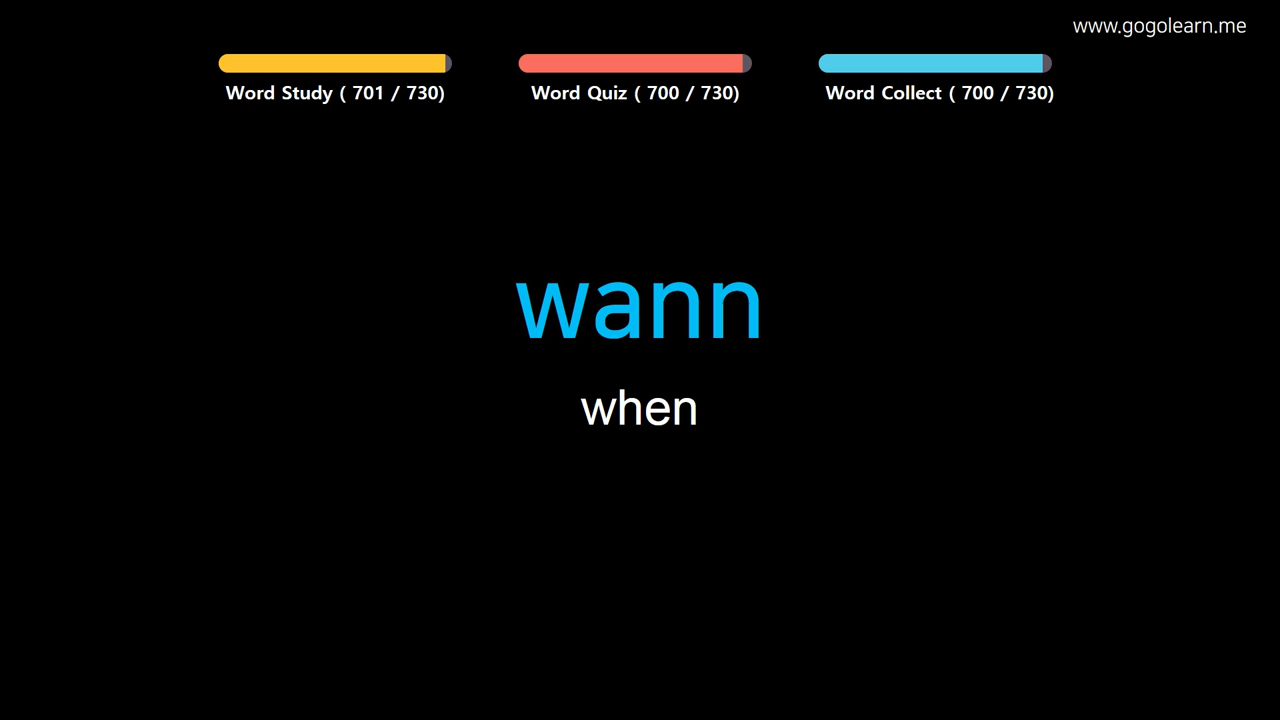 www.gogolearn.me
Word Study ( 701 / 730)
Word Quiz ( 700 / 730)
Word Collect ( 700 / 730)
wann
when